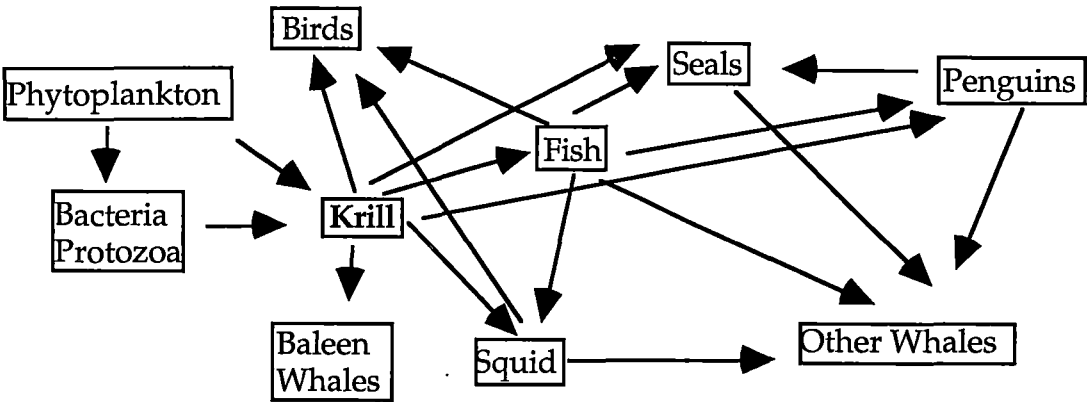 Birds
Seals
Penguins
Phytoplankton
Fish
Bacteria
Protozoa
Krill
Baleen
Whales
Squid
Other Whales